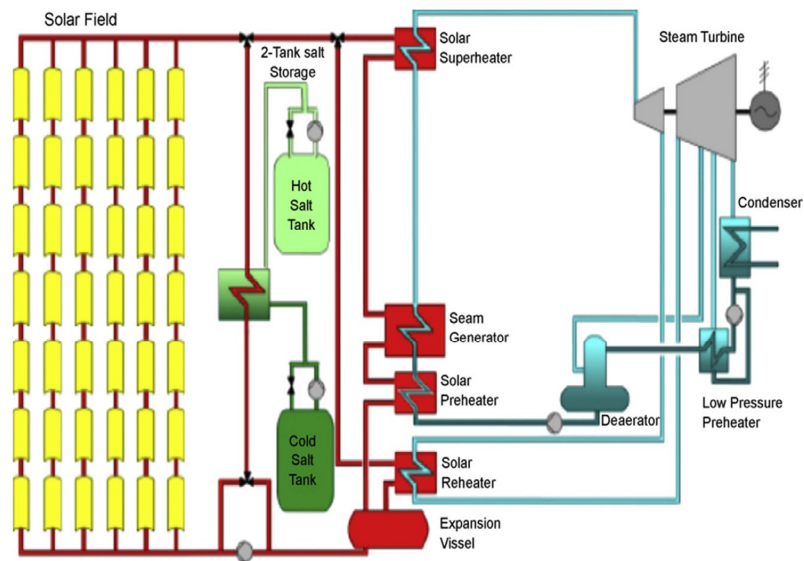 Solar Field
2-Tank salt
Storage
Solar
Superheater
Steam Turbine
Hot
Salt
Tank
Condenser
Seam
Generator
Solar
Preheater
Deaerator
Low Pressure
Preheater
Cold
Salt
Tank
Solar
Reheater
Expansion
Vissel